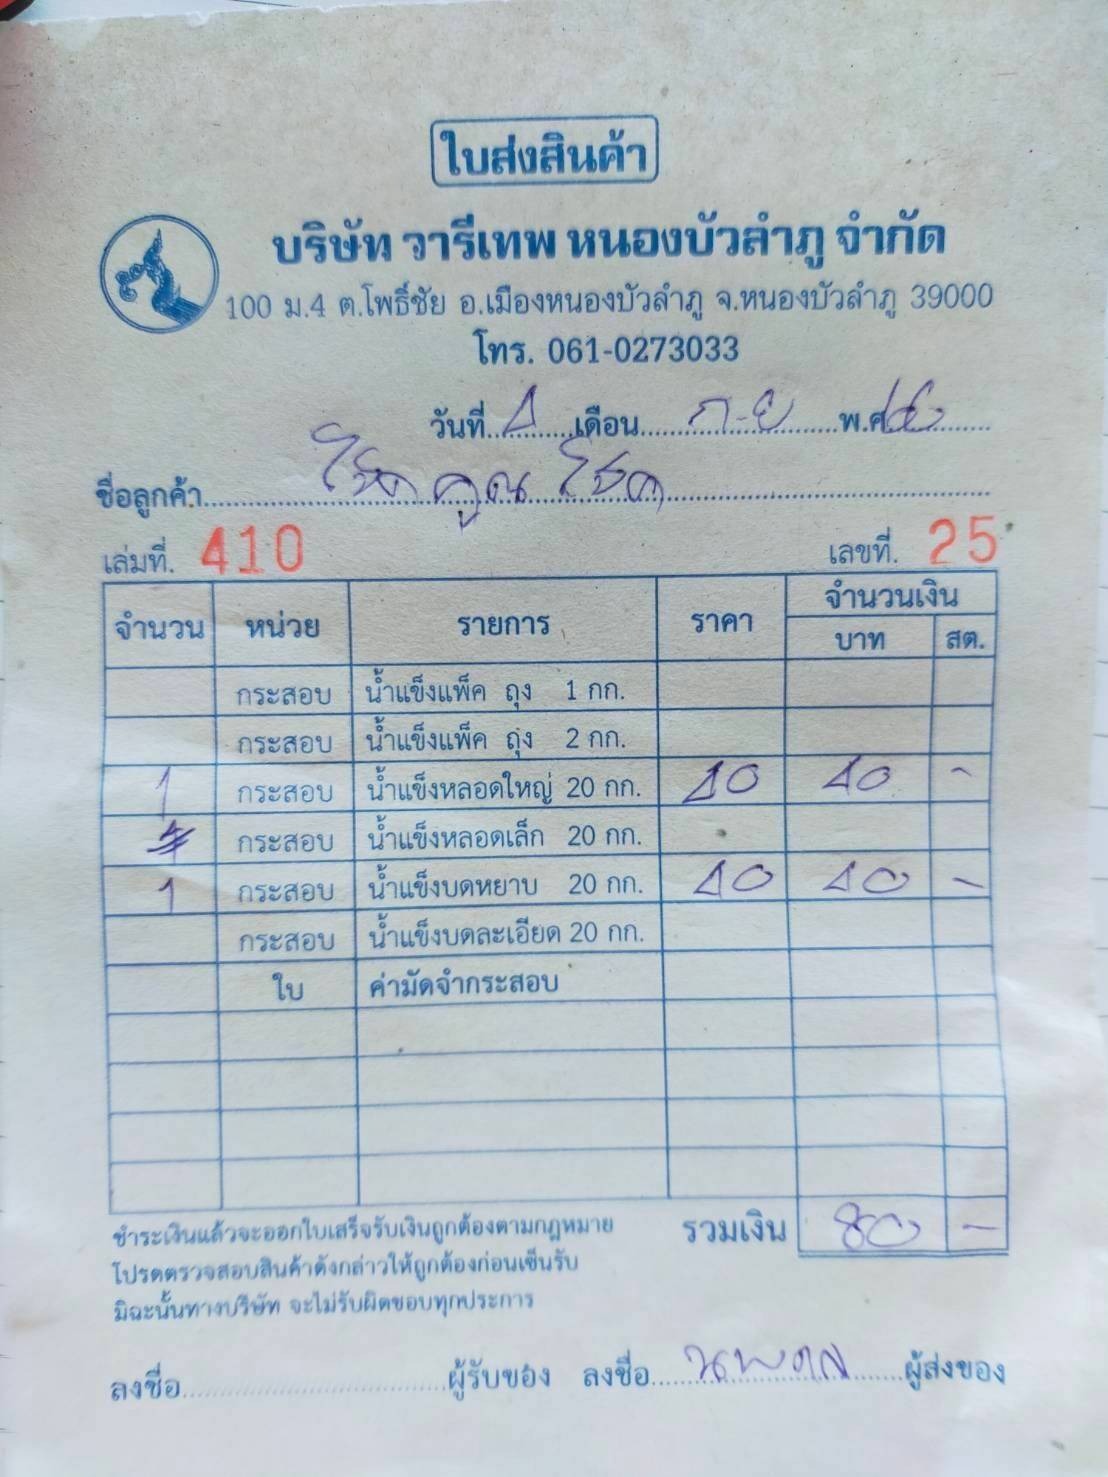 ใบส่งสินค้า
บริษัท วารีเทพ หนองบัวลำภู จำกัด
100 ม.4 ต.โพธิ์ชัย อ.เมืองหนองบัวลำภู จ.หนองบัวลำภู 39000
โทร. 061-0273033
วันที่ 4 เดือน ก.ย พ.ศ
ชื่อลูกค้า โชค คูณ โชค
เล่มที่. 410 เลขที่. 25
จำนวน หน่วย รายการ ราคา จำนวนเงิน
บาท สต.
กระสอบ น้ำแข็งแพ็ค ถุง 1 กก.
กระสอบ น้ำแข็งแพ็ค ถุง 2 กก.
1 กระสอบ น้ำแข็งหลอดใหญ่ 20 กก. 40 40 -
กระสอบ น้ำแข็งหลอดเล็ก 20 กก.
1 กระสอบ น้ำแข็งบดหยาบ 20 กก. 40 40 -
กระสอบ น้ำแข็งบดละเอียด 20 กก.
ใบ ค่ามัดจำกระสอบ
รวมเงิน 80 -
ชำระเงินแล้วจะออกใบเสร็จรับเงินถูกต้องตามกฎหมาย
โปรดตรวจสอบสินค้าดังกล่าวให้ถูกต้องก่อนเซ็นรับ
มิฉะนั้นทางบริษัท จะไม่รับผิดชอบทุกประการ
ลงชื่อ ผู้รับของ ลงชื่อ นพดล ผู้ส่งของ